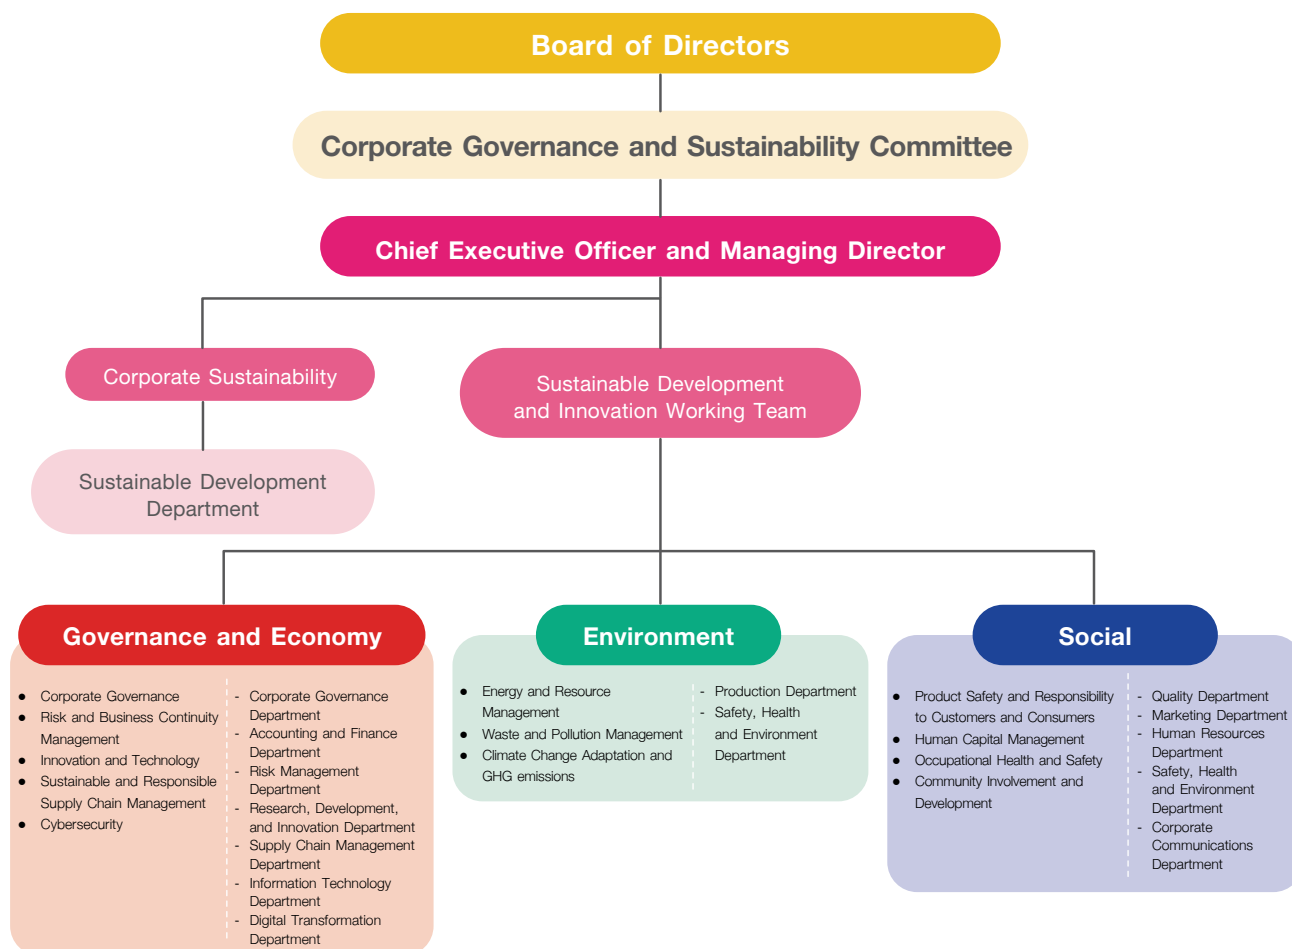 Board of Directors
Corporate Governance and Sustainability Committee
Chief Executive Officer and Managing Director
Corporate Sustainability
Sustainable Development
and Innovation Working Team
Sustainable Development
Department
Governance and Economy
● Corporate Governance
● Risk and Business Continuity
Management
● Innovation and Technology
● Sustainable and Responsible
Supply Chain Management
● Cybersecurity
- Corporate Governance
Department
- Accounting and Finance
Department
- Risk Management
Department
- Research, Development,
and Innovation Department
- Supply Chain Management
Department
- Information Technology
Department
- Digital Transformation
Department
Environment
● Energy and Resource
Management
● Waste and Pollution Management
● Climate Change Adaptation and
GHG emissions
- Production Department
- Safety, Health
and Environment
Department
Social
● Product Safety and Responsibility
to Customers and Consumers
● Human Capital Management
● Occupational Health and Safety
● Community Involvement and
Development
- Quality Department
- Marketing Department
- Human Resources
Department
- Safety, Health
and Environment
Department
- Corporate
Communications
Department